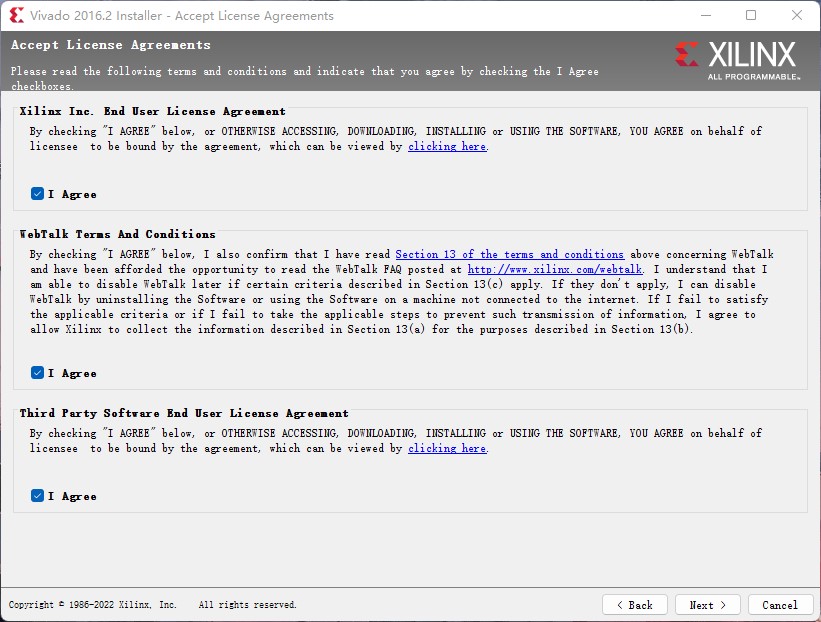 Vivado 2016.2 Installer - Accept License Agreements
Accept License Agreements
Please read the following terms and conditions and indicate that you agree by checking the I Agree
checkboxes.
XILINX
ALL PROGRAMMABLE™
Xilinx Inc. End User License Agreement
By checking "I AGREE" below, or OTHERWISE ACCESSING, DOWNLOADING, INSTALLING or USING THE SOFTWARE, YOU AGREE on behalf of
licensee  to be bound by the agreement, which can be viewed by clicking here.
I Agree
WebTalk Terms And Conditions
By checking "I AGREE" below, I also confirm that I have read Section 13 of the terms and conditions above concerning WebTalk
and have been afforded the opportunity to read the WebTalk FAQ posted at http://www.xilinx.com/webtalk. I understand that I
am able to disable WebTalk later if certain criteria described in Section 13(c) apply. If they don't apply, I can disable
WebTalk by uninstalling the Software or using the Software on a machine not connected to the internet. If I fail to satisfy
the applicable criteria or if I fail to take the applicable steps to prevent such transmission of information, I agree to
allow Xilinx to collect the information described in Section 13(a) for the purposes described in Section 13(b).
I Agree
Third Party Software End User License Agreement
By checking "I AGREE" below, or OTHERWISE ACCESSING, DOWNLOADING, INSTALLING or USING THE SOFTWARE, YOU AGREE on behalf of
licensee  to be bound by the agreement, which can be viewed by clicking here.
I Agree
Copyright © 1986-2022 Xilinx, Inc.   All rights reserved.
< Back
Next >
Cancel